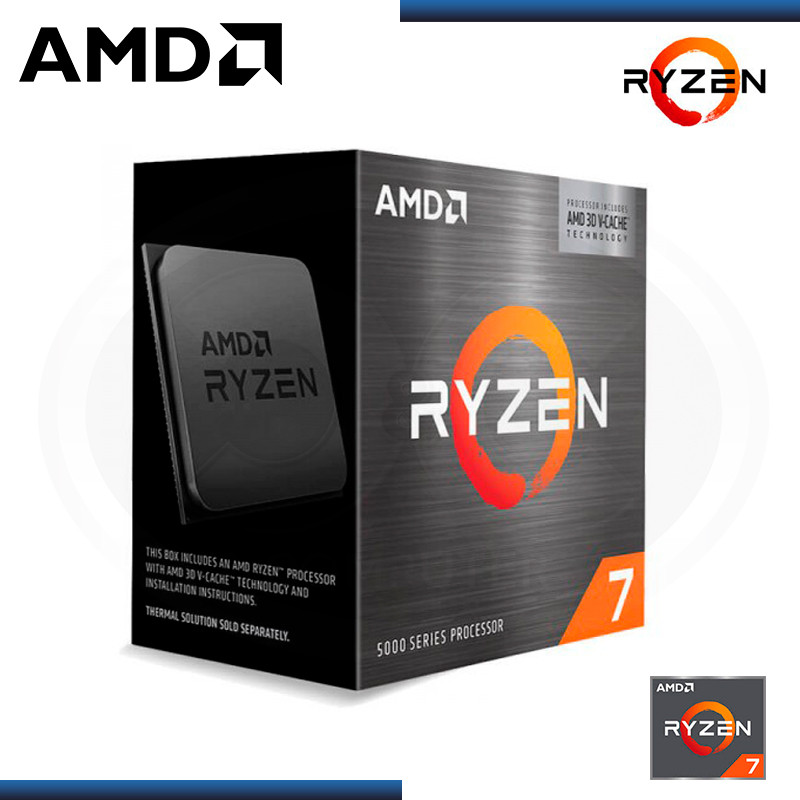 AMD
RYZEN
AMD
PROCESSOR INCLUDES
AMD 3D V-CACHE™
TECHNOLOGY
AMD
RYZEN
RYZEN
THIS BOX INCLUDES AN AMD RYZEN™ PROCESSOR
WITH AMD 3D V-CACHE™ TECHNOLOGY AND
INSTALLATION INSTRUCTIONS.
THERMAL SOLUTION SOLD SEPARATELY.
5000 SERIES PROCESSOR
7
AMD
RYZEN
7